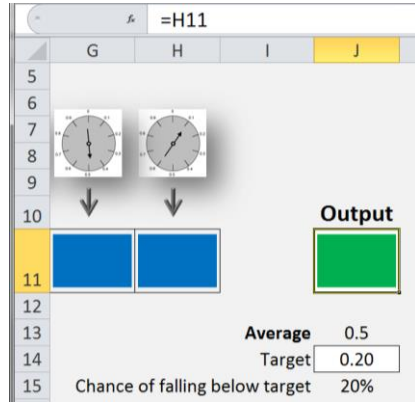 fx =H11
G H I J
5
6
7
8
9
10 Output
11
12
13 Average 0.5
14 Target 0.20
15 Chance of falling below target 20%